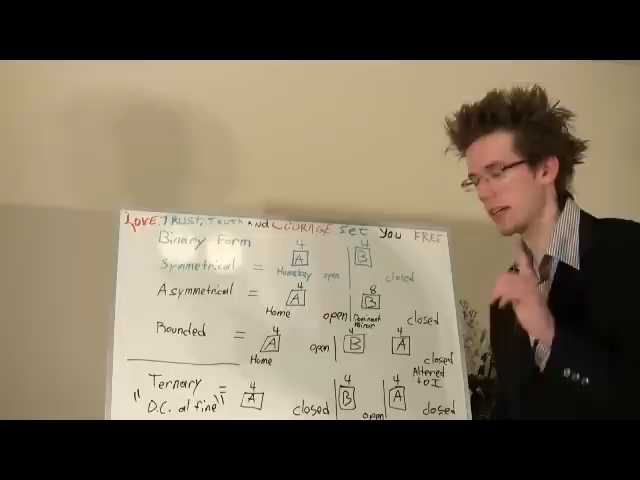 LOVE, TRUST, Truth AND COURAGE SET YOU FREE
Binary Form
4 4
Symmetrical = A B
Homekey open closed
4 8
Asymmetrical = A B
Home open Dominant Minor closed
4 4 4
Rounded = A B A
Home open closed
Altered to D I
4 4 4
Ternary = A B A
"D.C. al fine" closed open closed